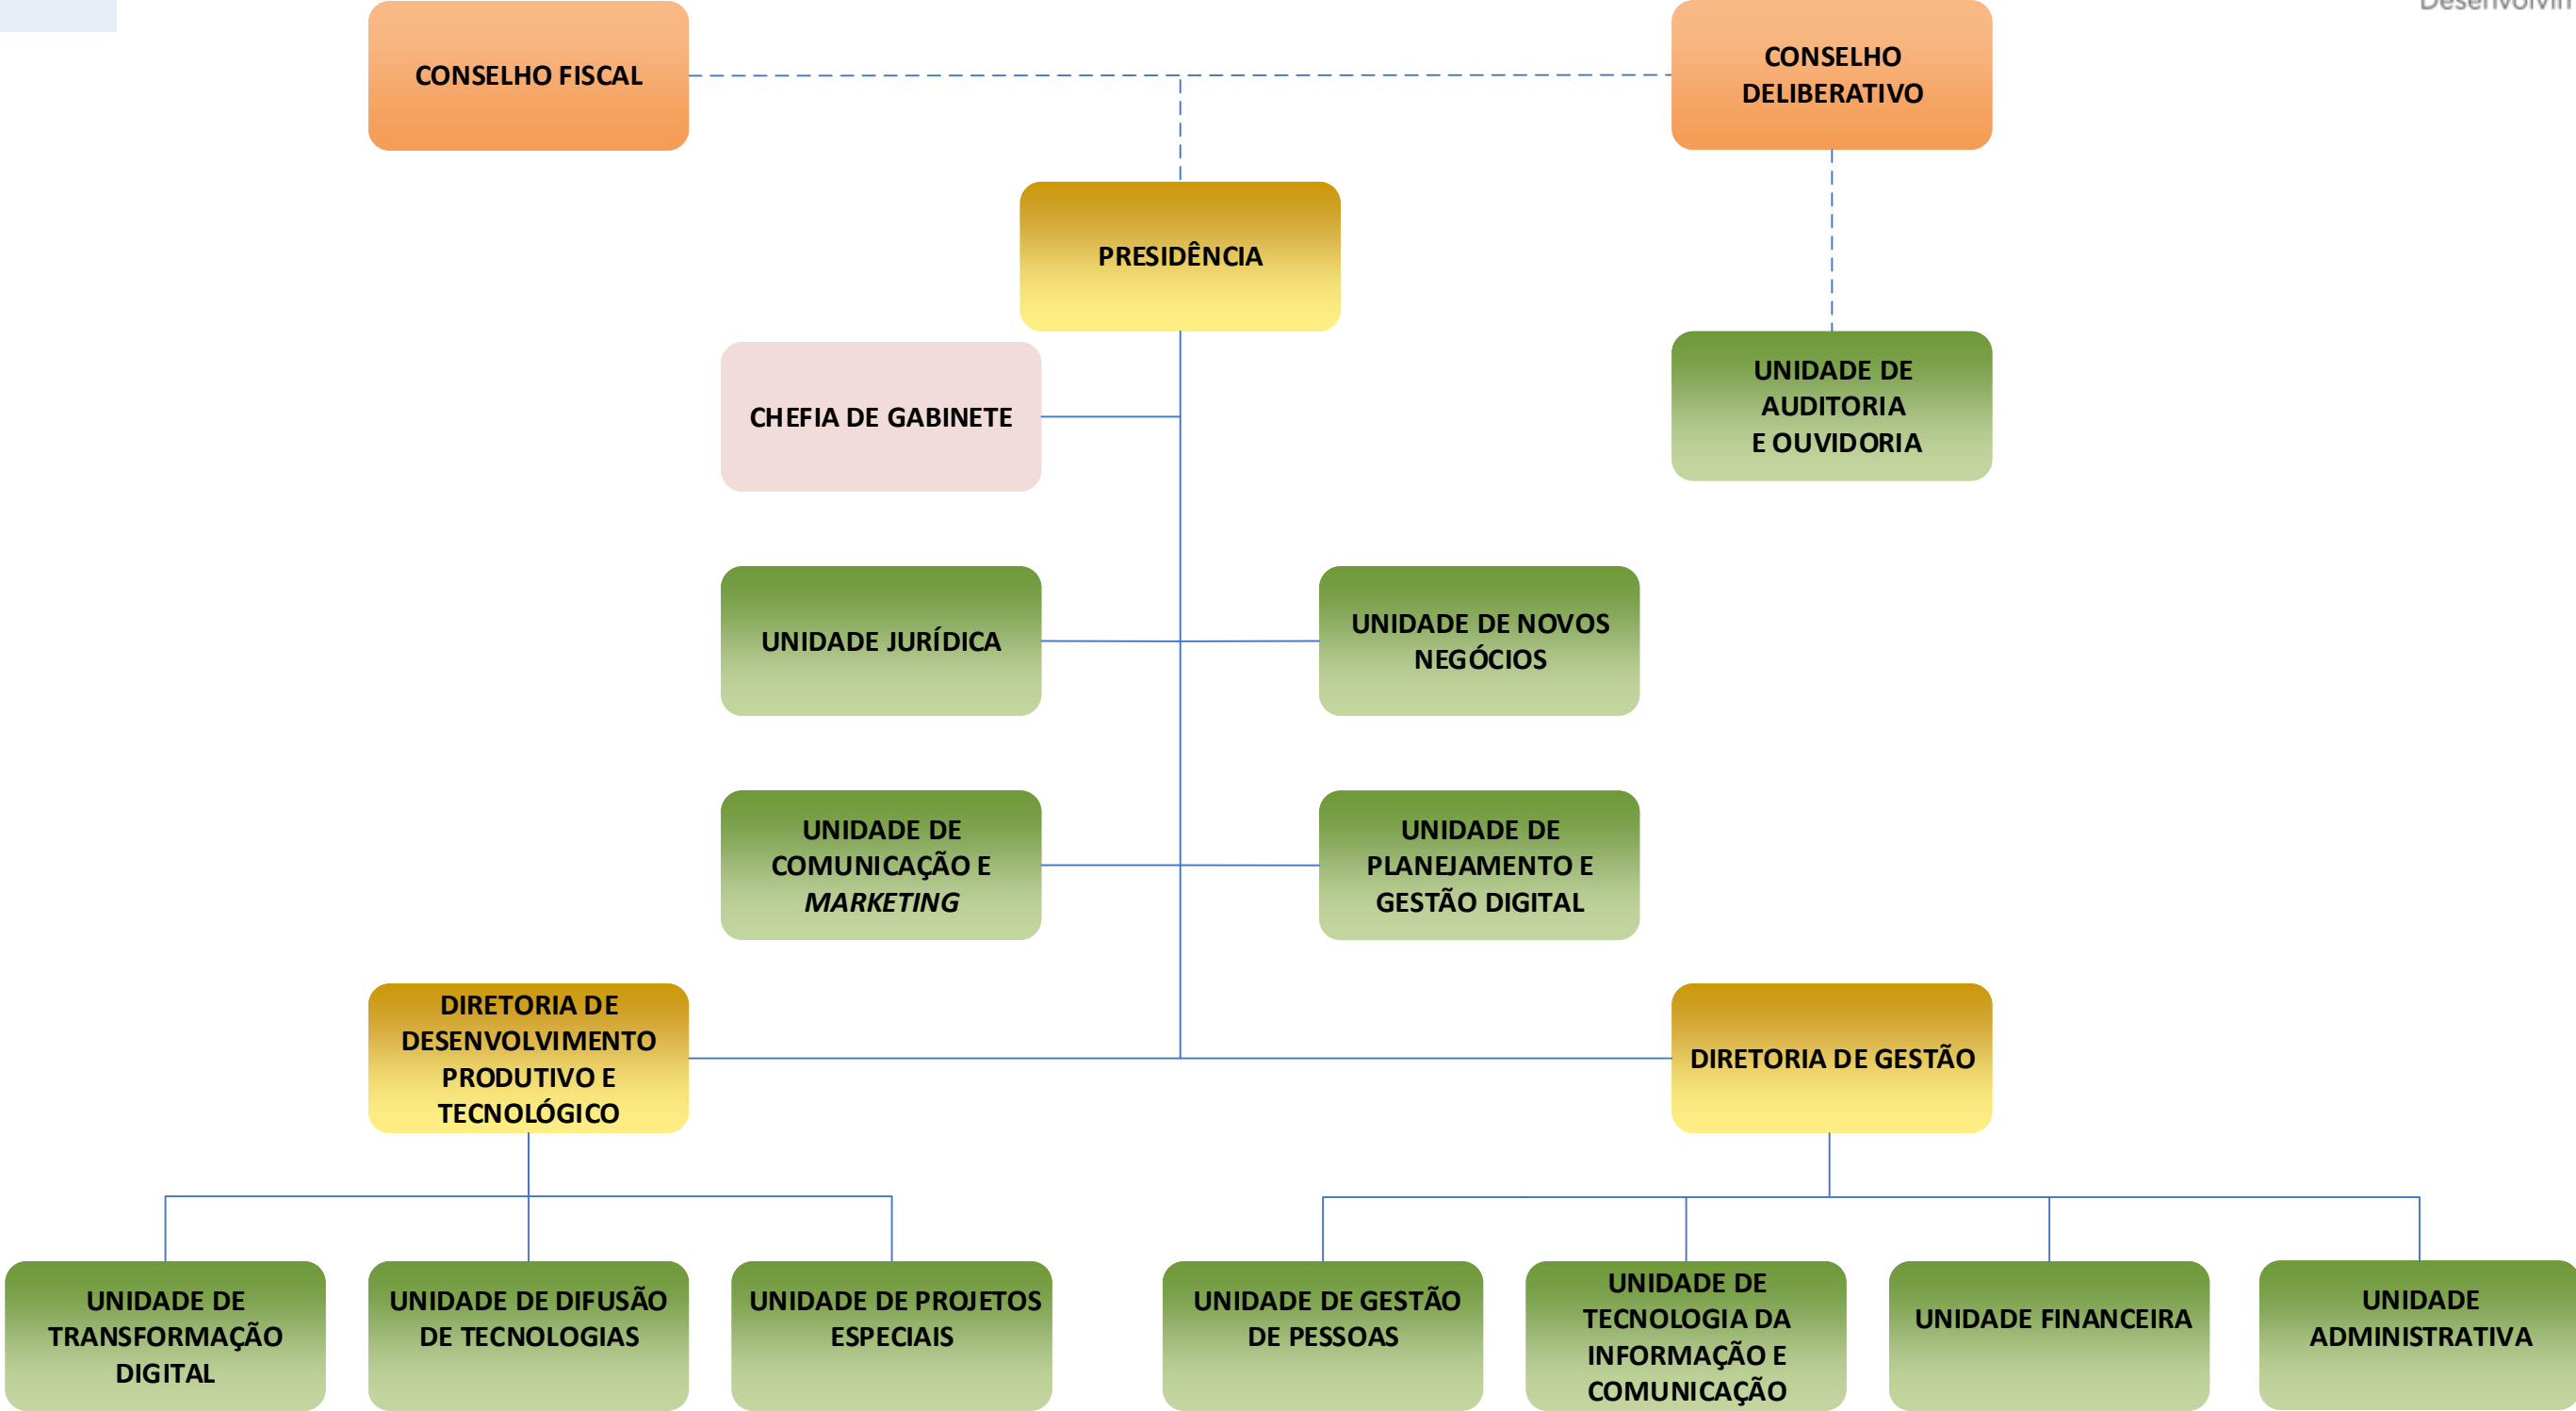 CONSELHO FISCAL
CONSELHO
DELIBERATIVO
PRESIDÊNCIA
CHEFIA DE GABINETE
UNIDADE DE
AUDITORIA
E OUVIDORIA
UNIDADE JURÍDICA
UNIDADE DE NOVOS
NEGÓCIOS
UNIDADE DE
COMUNICAÇÃO E
MARKETING
UNIDADE DE
PLANEJAMENTO E
GESTÃO DIGITAL
DIRETORIA DE
DESENVOLVIMENTO
PRODUTIVO E
TECNOLÓGICO
DIRETORIA DE GESTÃO
UNIDADE DE
TRANSFORMAÇÃO
DIGITAL
UNIDADE DE DIFUSÃO
DE TECNOLOGIAS
UNIDADE DE PROJETOS
ESPECIAIS
UNIDADE DE GESTÃO
DE PESSOAS
UNIDADE DE
TECNOLOGIA DA
INFORMAÇÃO E
COMUNICAÇÃO
UNIDADE FINANCEIRA
UNIDADE
ADMINISTRATIVA